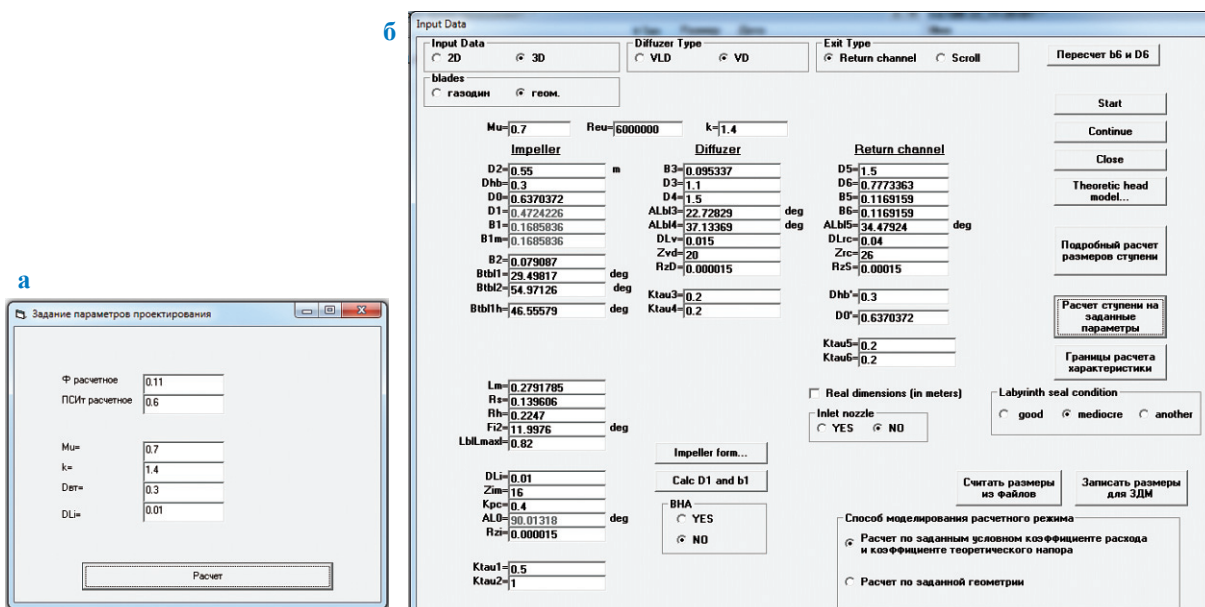 б
Input Data
Input Data
2D 3D
Diffuzer Type
VLD VD
Exit Type
Return channel Scroll
Пересчет b6 и D6
blades
газодин геом.
Start
Continue
Close
Theoretic head model...
Подробный расчет размеров ступени
Расчет ступени на заданные параметры
Границы расчета характеристики
Mu= 0.7 Reu= 6000000 k= 1.4
Impeller
D2= 0.55 m
Dhb= 0.3
D0= 0.6370372
D1= 0.4724226
B1= 0.1685836
B1m= 0.1685836
B2= 0.079087
Btbl1= 29.49817 deg
Btbl2= 54.97126 deg
Btbl1h= 46.55579 deg
Lm= 0.2791785
Rs= 0.139606
Rh= 0.2247
Fi2= 11.9976 deg
LblLmaxl= 0.82
DLi= 0.01
Zim= 16
Kpc= 0.4
AL0= 90.01318 deg
Rzi= 0.000015
Ktau1= 0.5
Ktau2= 1
Diffuzer
B3= 0.095337
D3= 1.1
D4= 1.5
ALbl3= 22.72829 deg
ALbl4= 37.13369 deg
DLv= 0.015
Zvd= 20
RzD= 0.000015
Ktau3= 0.2
Ktau4= 0.2
Return channel
D5= 1.5
D6= 0.7773363
B5= 0.1169159
B6= 0.1169159
ALbl5= 34.47924 deg
DLrc= 0.04
Zrc= 26
RzS= 0.00015
Dhb'= 0.3
D0'= 0.6370372
Ktau5= 0.2
Ktau6= 0.2
Real dimensions (in meters)
Inlet nozzle
YES NO
Labyrinth seal condition
good mediocre another
Impeller form...
Calc D1 and b1
ВНА
YES
NO
Считать размеры из файлов
Записать размеры для 3ДМ
Способ моделирования расчетного режима
Расчет по заданным условном коэффициенте расхода
и коэффициенте теоретического напора
Расчет по заданной геометрии
а
Задание параметров проектирования
Ф расчетное 0.11
ПСИт расчетное 0.6
Mu= 0.7
k= 1.4
Dвт= 0.3
DLi= 0.01
Расчет